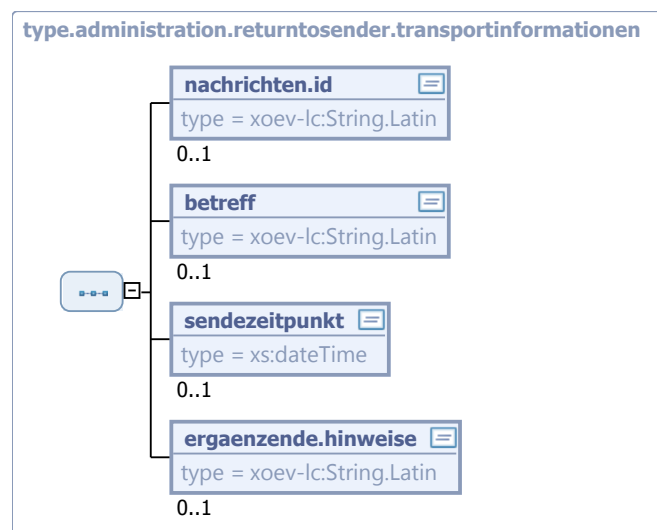 type.administration.returntosender.transportinformationen
nachrichten.id
type = xoev-lc:String.Latin
0..1
betreff
type = xoev-lc:String.Latin
0..1
sendezeitpunkt
type = xs:dateTime
0..1
ergaenzende.hinweise
type = xoev-lc:String.Latin
0..1